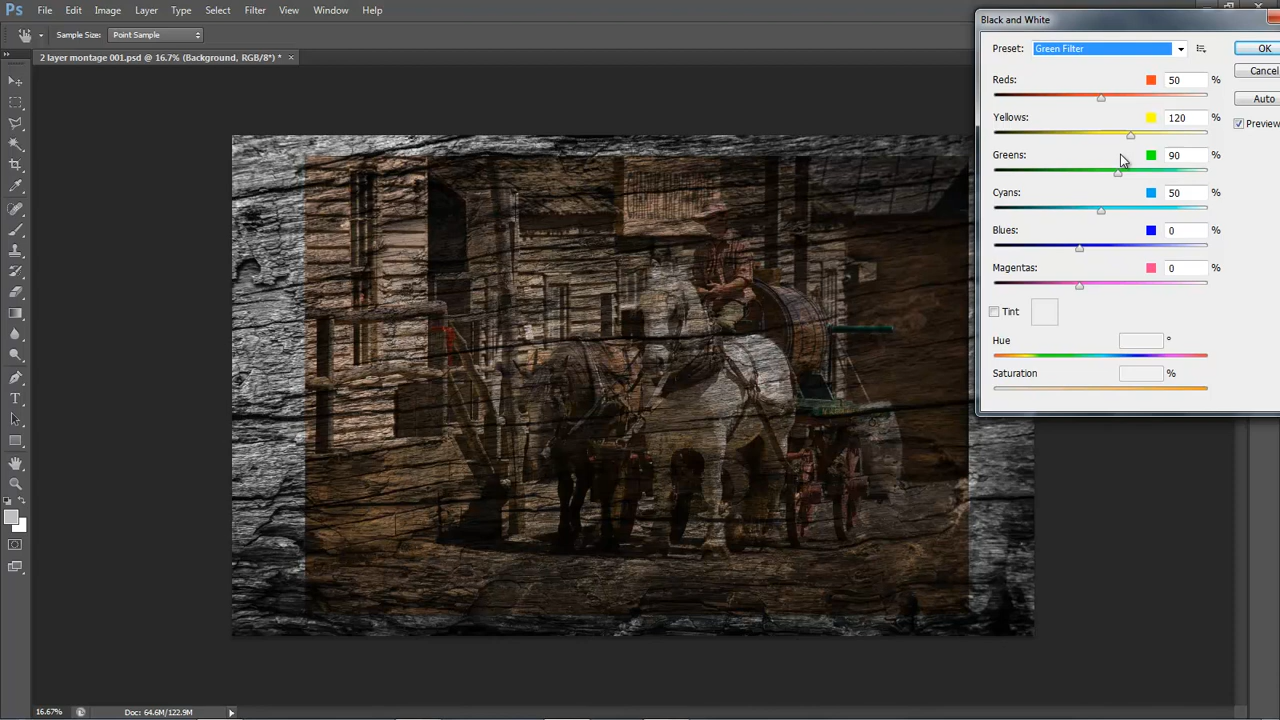 Ps File Edit Image Layer Type Select Filter View Window Help
Sample Size: Point Sample
2 layer montage 001.psd @ 16.7% (Background, RGB/8*) * ×
Black and White
Preset: Green Filter
OK
Cancel
Auto
Preview
Reds: 50 %
Yellows: 120 %
Greens: 90 %
Cyans: 50 %
Blues: 0 %
Magentas: 0 %
Tint
Hue °
Saturation %
16.67% Doc: 64.6M/122.9M